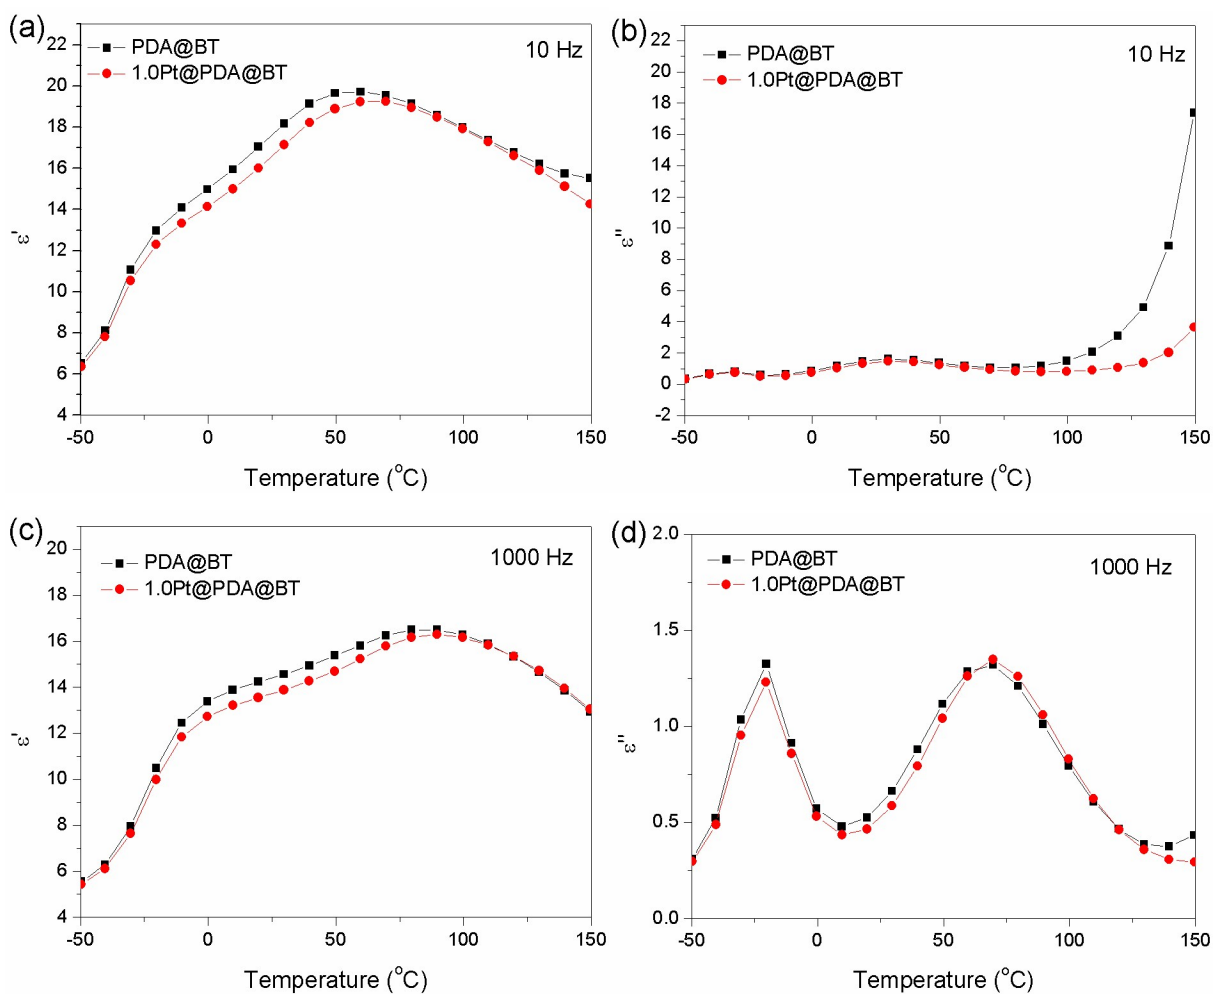 (a)
PDA@BT
1.0Pt@PDA@BT
10 Hz
22
20
18
16
14
12
10
8
6
4
ε'
-50
0
50
100
150
Temperature (°C)
(b)
PDA@BT
1.0Pt@PDA@BT
10 Hz
22
20
18
16
14
12
10
8
6
4
2
0
-2
ε"
-50
0
50
100
150
Temperature (°C)
(c)
PDA@BT
1.0Pt@PDA@BT
1000 Hz
20
18
16
14
12
10
8
6
4
ε'
-50
0
50
100
150
Temperature (°C)
(d)
PDA@BT
1.0Pt@PDA@BT
1000 Hz
2.0
1.5
1.0
0.5
0.0
ε"
-50
0
50
100
150
Temperature (°C)